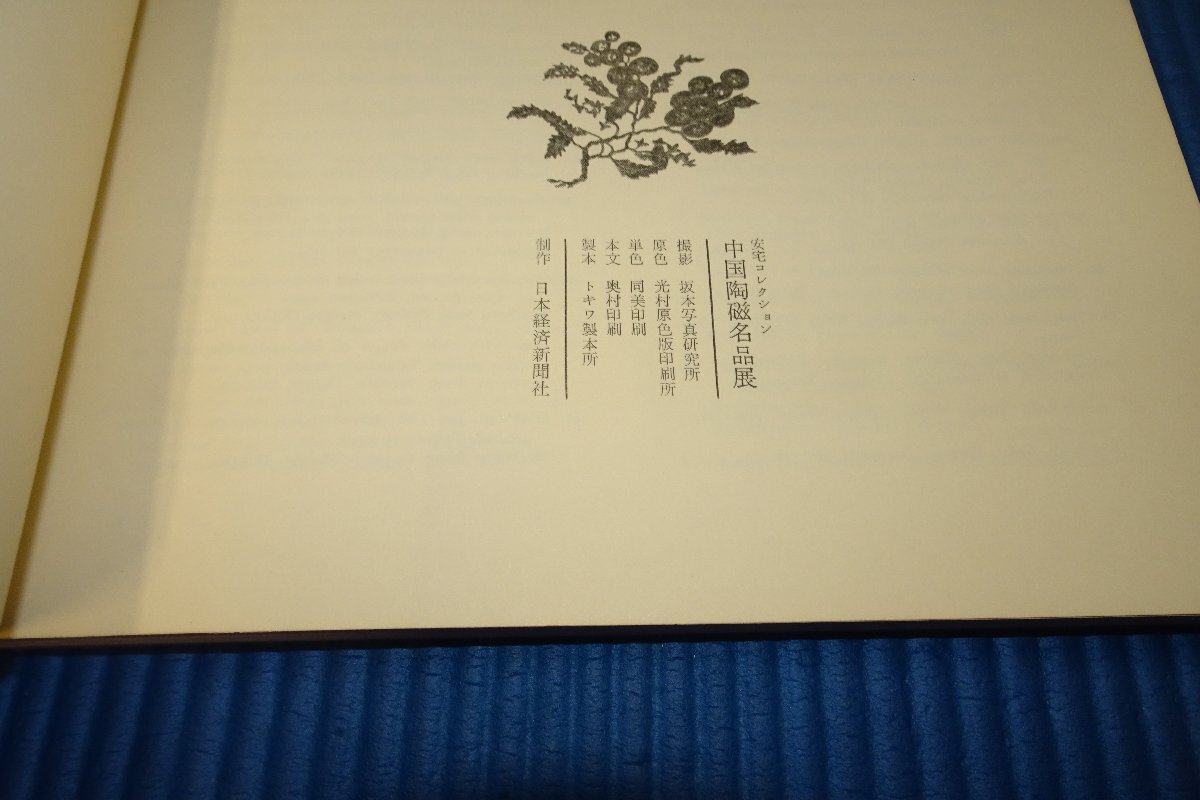 安宅コレクション
中国陶磁名品展
撮影 坂本写真研究所
原色 光村原色版印刷所
単色 同美印刷
本文 奥村印刷
製本 トキワ製本所
制作 日本経済新聞社